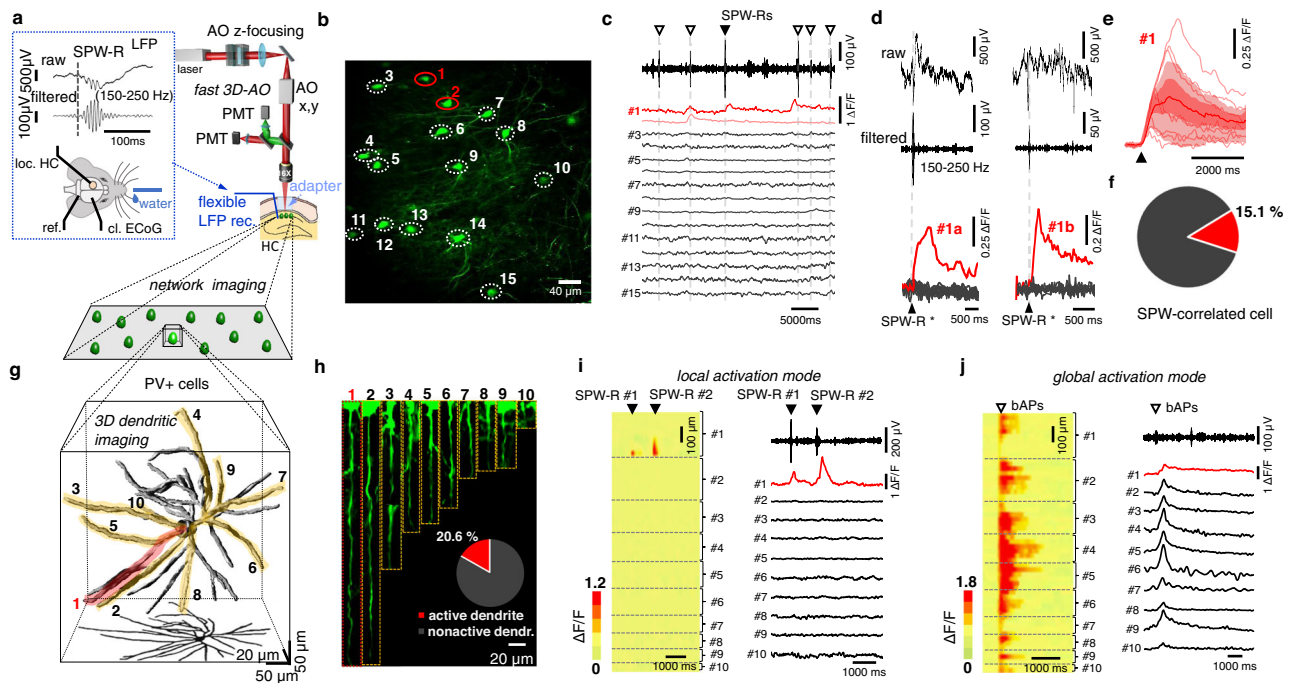 a
SPW-R
LFP
raw
500µV
filtered
(150-250 Hz)
100µV
100ms
loc. HC
water
ref.
cl. ECoG
AO z-focusing
laser
fast 3D-AO
AO
x,y
PMT
PMT
16X
adapter
flexible
LFP rec.
HC
network imaging
b
1
2
3
4
5
6
7
8
9
10
11
12
13
14
15
40 µm
c
SPW-Rs
100 µV
1 ΔF/F
#1
#3
#5
#7
#9
#11
#13
#15
5000ms
d
raw
500 µV
500 µV
filtered
100 µV
50 µV
150-250 Hz
#1a
0.25 ΔF/F
#1b
0.2 ΔF/F
SPW-R *
500 ms
SPW-R *
500 ms
e
#1
0.25 ΔF/F
2000 ms
f
15.1 %
SPW-correlated cell
g
PV+ cells
3D dendritic
imaging
4
9
7
3
10
5
6
1
2
8
20 µm
50 µm
50 µm
h
1 2 3 4 5 6 7 8 9 10
20.6 %
active dendrite
nonactive dendr.
20 µm
i
local activation mode
SPW-R #1
SPW-R #2
100 µm
#1
#2
#3
#4
#5
#6
#7
#8
#9
#10
1.2
ΔF/F
0
1000 ms
SPW-R #1
SPW-R #2
200 µV
1 ΔF/F
#1
#2
#3
#4
#5
#6
#7
#8
#9
#10
1000 ms
j
global activation mode
bAPs
100 µm
#1
#2
#3
#4
#5
#6
#7
#8
#9
#10
1.8
ΔF/F
0
1000 ms
bAPs
100 µV
1 ΔF/F
#1
#2
#3
#4
#5
#6
#7
#8
#9
#10
1000 ms